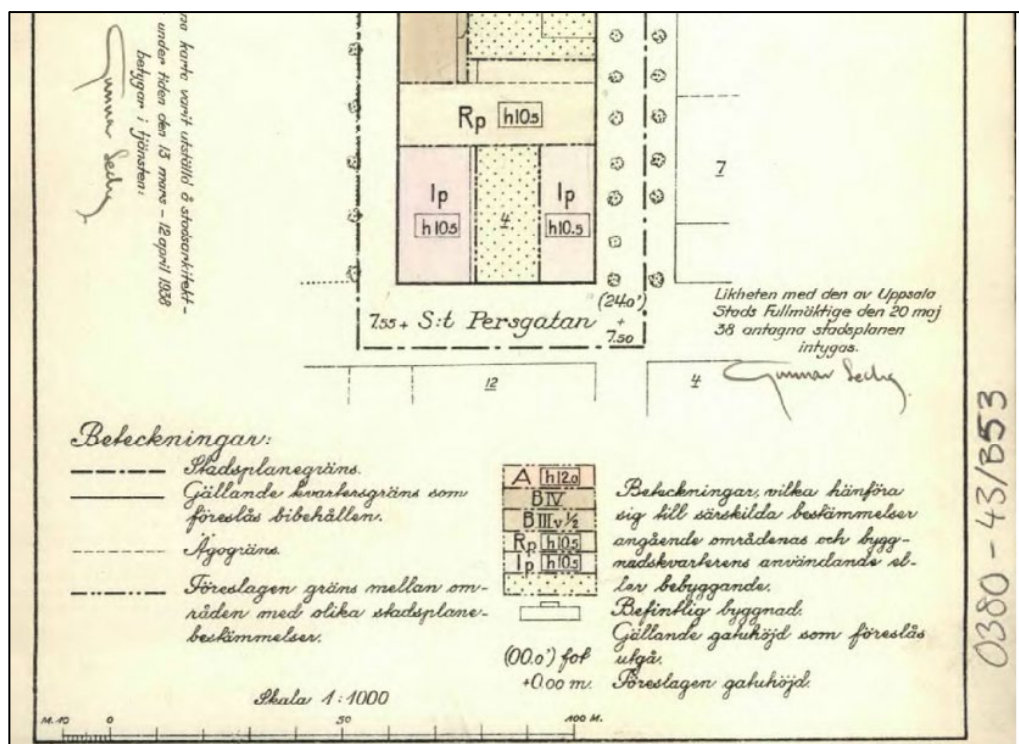 na karta varit utställd å stadsarkitekt-
under tiden den 13 mars - 12 april 1938
betygar i tjänsten:
Rp h10.5
7
Ip
h10.5
4
Ip
h10.5
(24.0')
7.55 + S:t Persgatan +
7.50
Likheten med den av Uppsala
Stads Fullmäktige den 20 maj
38 antagna stadsplanen
intygas.
12
4
Beteckningar:
Stadsplanegräns.
Gällande kvartersgräns som
föreslås bibehållen.
Ägogräns.
Föreslagen gräns mellan om-
råden med olika stadsplane-
bestämmelser.
A h12.0
B IV
B III v ½
Rp h10.5
Ip h10.5
Beteckningar, vilka hänföra
sig till särskilda bestämmelser
angående områdenas och bygg-
nadskvarterens användande el-
ler bebyggande.
Befintlig byggnad.
Gällande gatuhöjd som föreslås
utgå.
(00.0') fot
+0.00 m. Föreslagen gatuhöjd.
Skala 1:1000
M. 10 0 50 100 M.
0380-43/B53